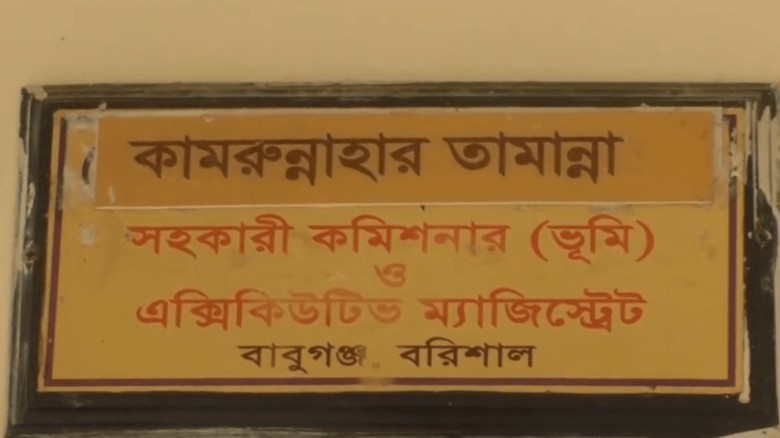 কামরুন্নাহার তামান্না
সহকারী কমিশনার (ভূমি)
ও
এক্সিকিউটিভ ম্যাজিস্ট্রেট
বাবুগঞ্জ, বরিশাল